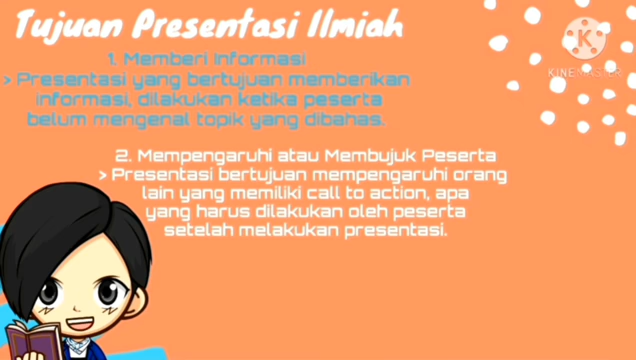 Tujuan Presentasi Ilmiah
K
KINEMASTER
1. Memberi Informasi
> Presentasi yang bertujuan memberikan
informasi, dilakukan ketika peserta
belum mengenal topik yang dibahas.
2. Mempengaruhi atau Membujuk Peserta
> Presentasi bertujuan mempengaruhi orang
lain yang memiliki call to action, apa
yang harus dilakukan oleh peserta
setelah melakukan presentasi.